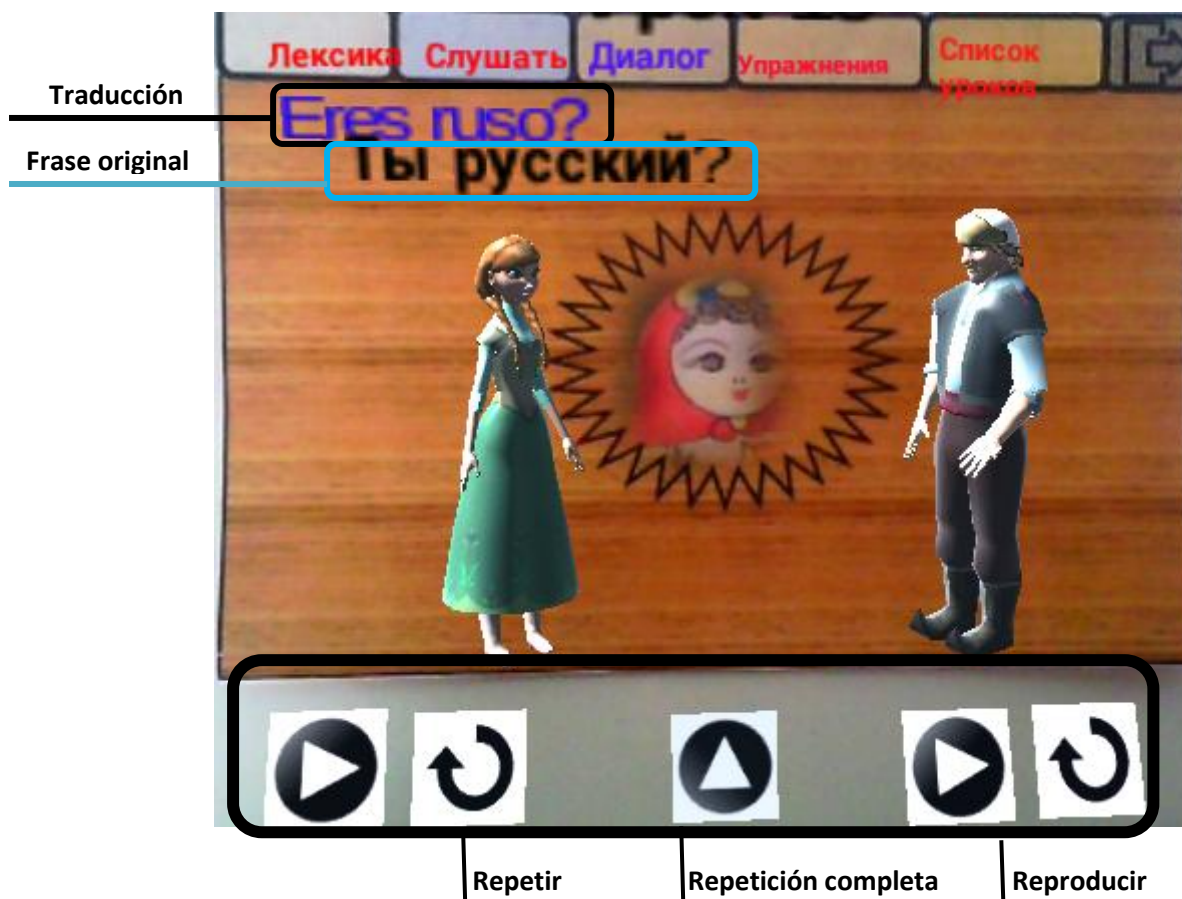 Лексика Слушать Диалог Упражнения Список
уроков
Traducción
Eres ruso?
Frase original
Ты русский?
Repetir Repetición completa Reproducir